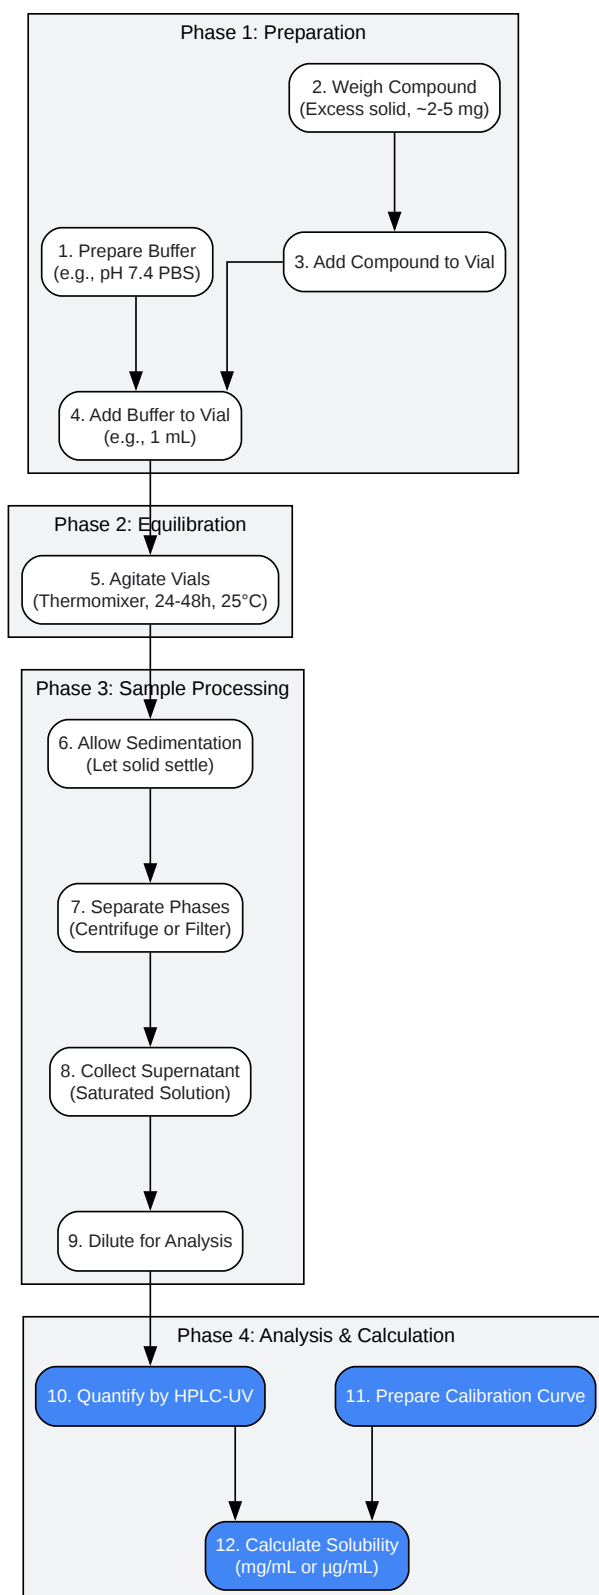 Phase 1: Preparation
2. Weigh Compound
(Excess solid, ~2-5 mg)
1. Prepare Buffer
(e.g., pH 7.4 PBS)
3. Add Compound to Vial
4. Add Buffer to Vial
(e.g., 1 mL)
Phase 2: Equilibration
5. Agitate Vials
(Thermomixer, 24-48h, 25°C)
Phase 3: Sample Processing
6. Allow Sedimentation
(Let solid settle)
7. Separate Phases
(Centrifuge or Filter)
8. Collect Supernatant
(Saturated Solution)
9. Dilute for Analysis
Phase 4: Analysis & Calculation
10. Quantify by HPLC-UV
11. Prepare Calibration Curve
12. Calculate Solubility
(mg/mL or µg/mL)